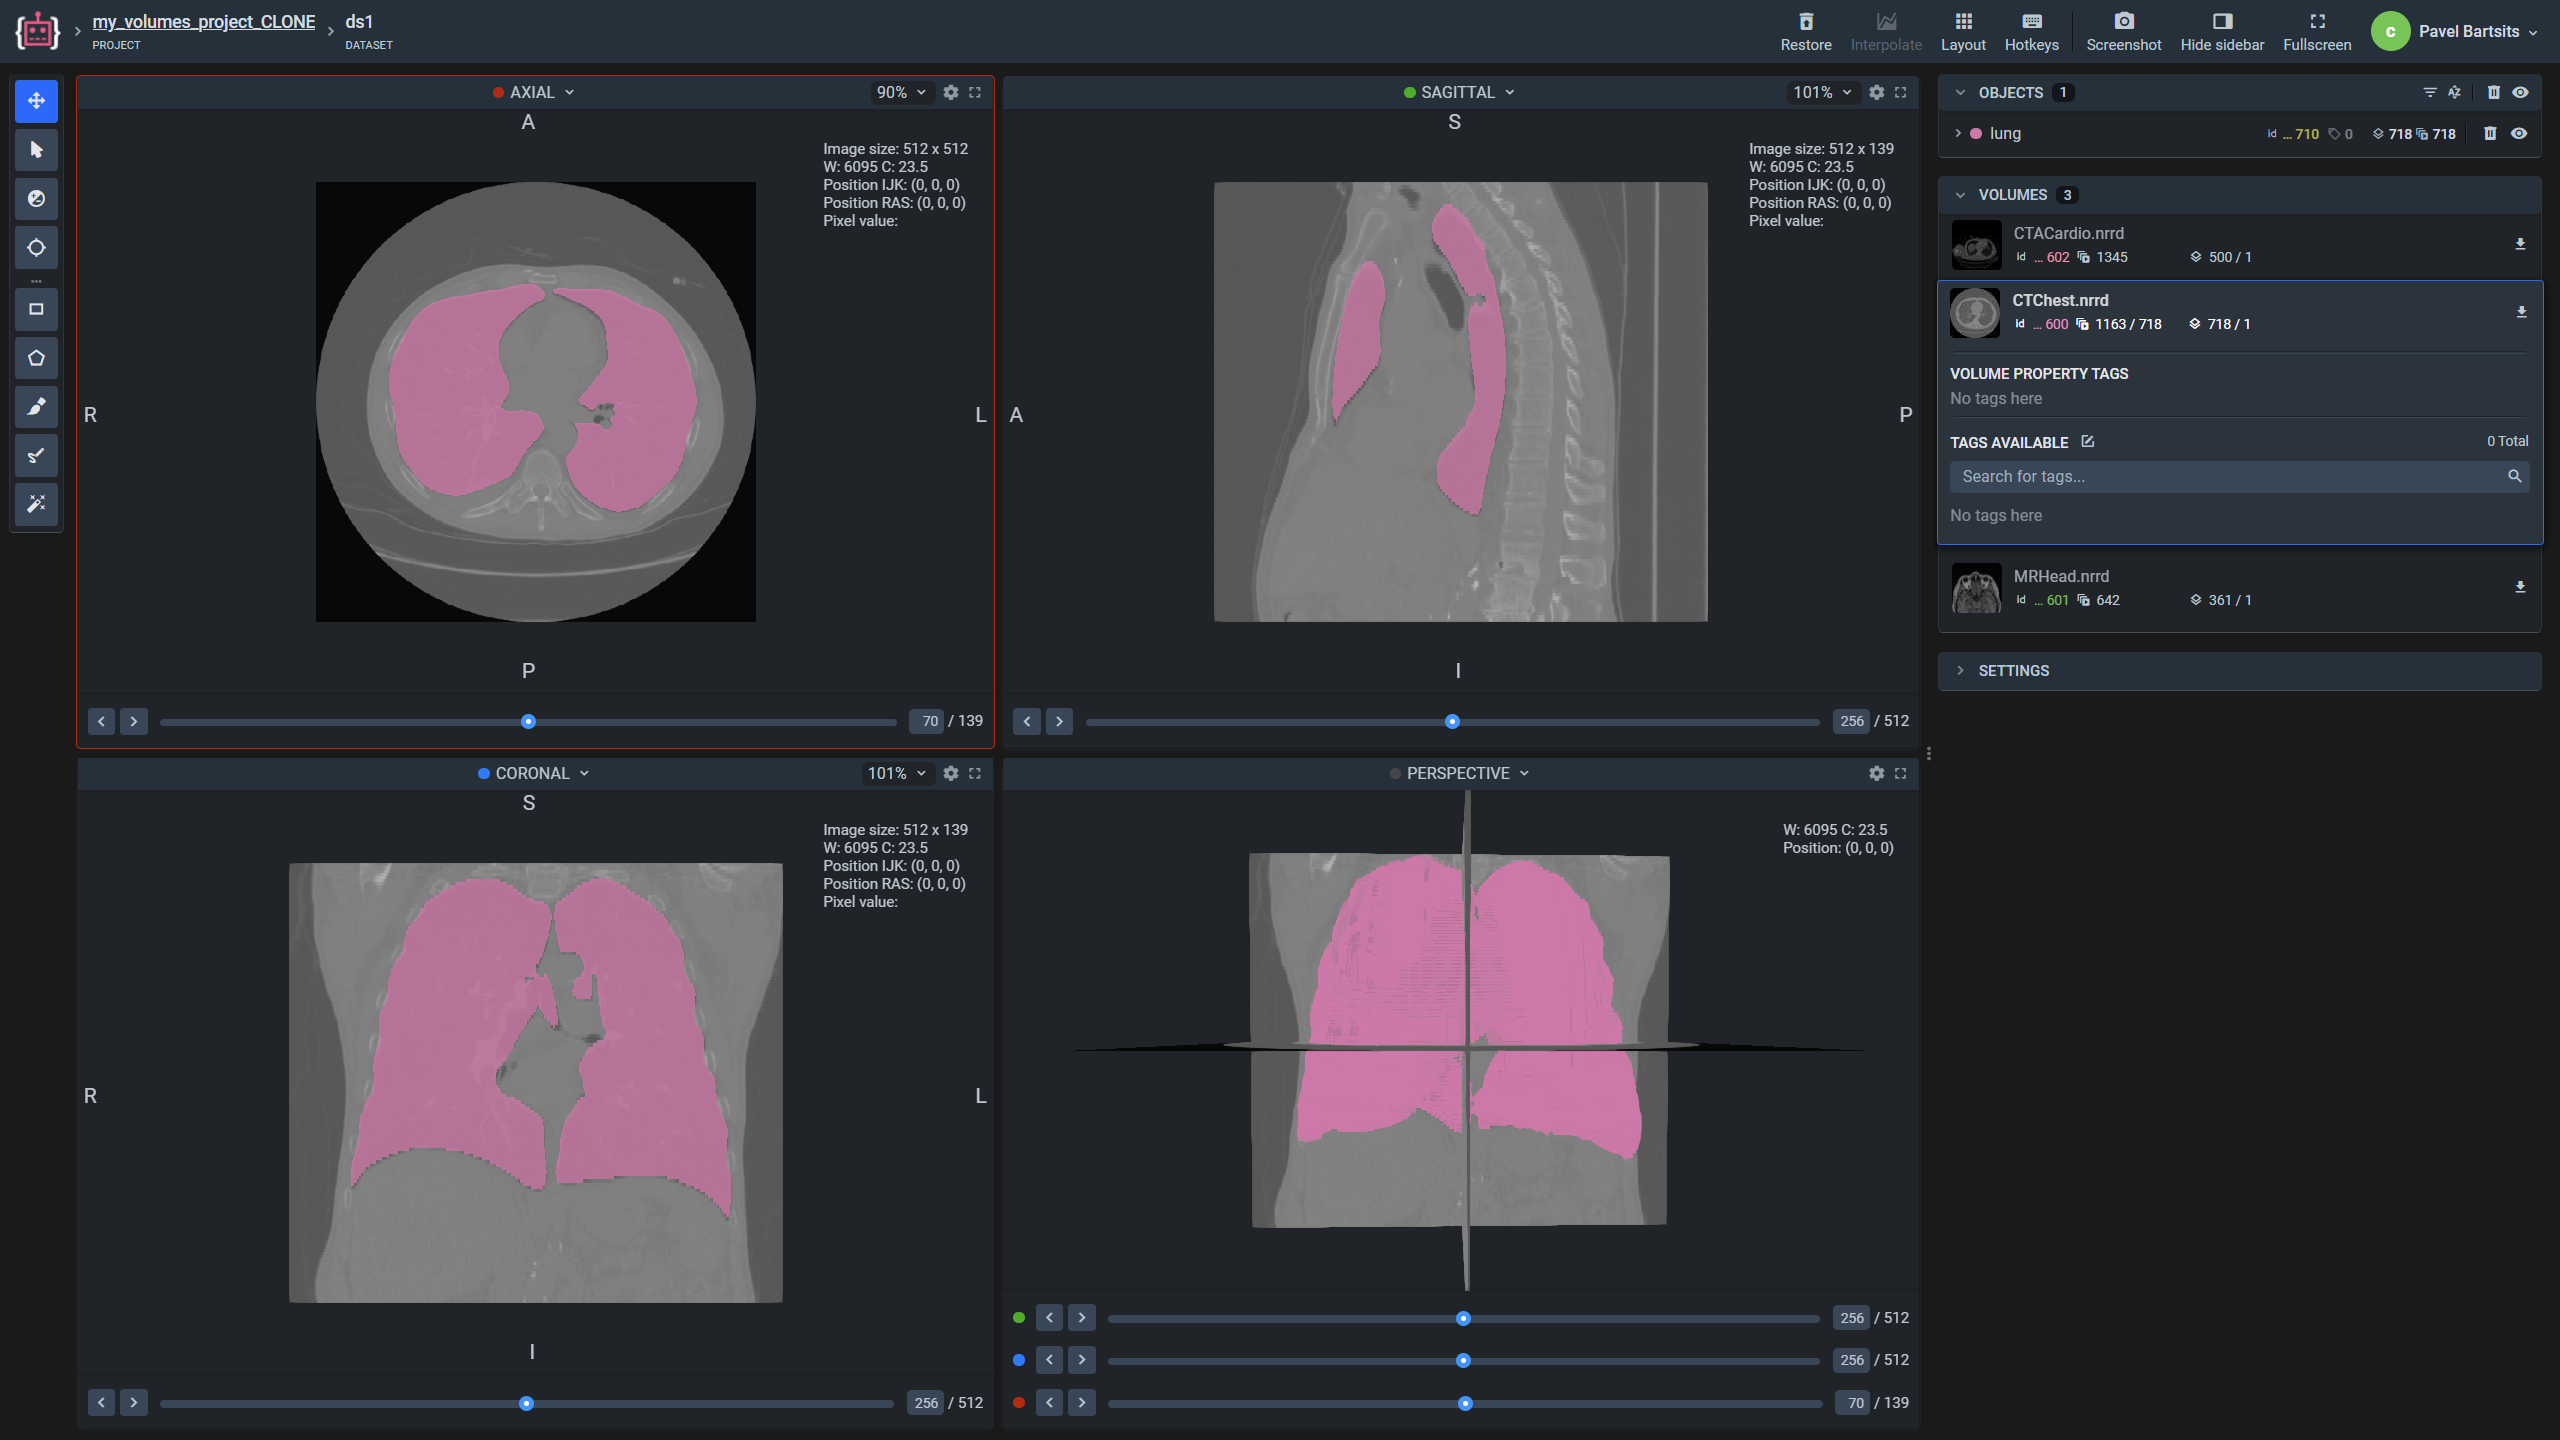 my_volumes_project_CLONE
PROJECT
ds1
DATASET
Restore
Interpolate
Layout
Hotkeys
Screenshot
Hide sidebar
Fullscreen
c
Pavel Bartsits
AXIAL
90%
A
Image size: 512 x 512
W: 6095 C: 23.5
Position IJK: (0, 0, 0)
Position RAS: (0, 0, 0)
Pixel value:
R
L
P
70 / 139
SAGITTAL
101%
S
Image size: 512 x 139
W: 6095 C: 23.5
Position IJK: (0, 0, 0)
Position RAS: (0, 0, 0)
Pixel value:
A
P
I
256 / 512
CORONAL
101%
S
Image size: 512 x 139
W: 6095 C: 23.5
Position IJK: (0, 0, 0)
Position RAS: (0, 0, 0)
Pixel value:
R
L
I
256 / 512
PERSPECTIVE
W: 6095 C: 23.5
Position: (0, 0, 0)
256 / 512
256 / 512
70 / 139
OBJECTS 1
lung
id ... 710 0 718 718
VOLUMES 3
CTACardio.nrrd
id ... 602 1345 500 / 1
CTChest.nrrd
id ... 600 1163 / 718 718 / 1
VOLUME PROPERTY TAGS
No tags here
TAGS AVAILABLE
0 Total
Search for tags...
No tags here
MRHead.nrrd
id ... 601 642 361 / 1
SETTINGS